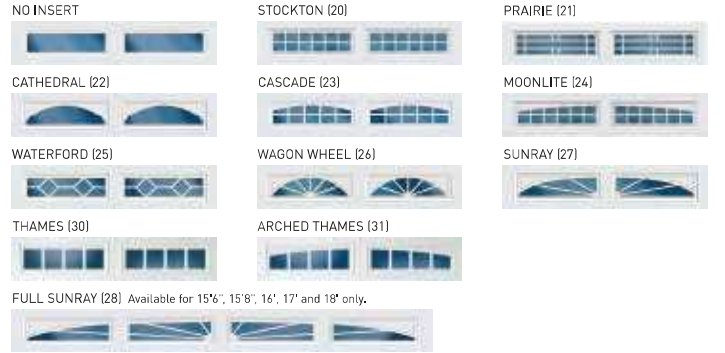 NO INSERT
STOCKTON (20)
PRAIRIE (21)
CATHEDRAL (22)
CASCADE (23)
MOONLITE (24)
WATERFORD (25)
WAGON WHEEL (26)
SUNRAY (27)
THAMES (30)
ARCHED THAMES (31)
FULL SUNRAY (28) Available for 15'6", 15'8", 16', 17' and 18' only.